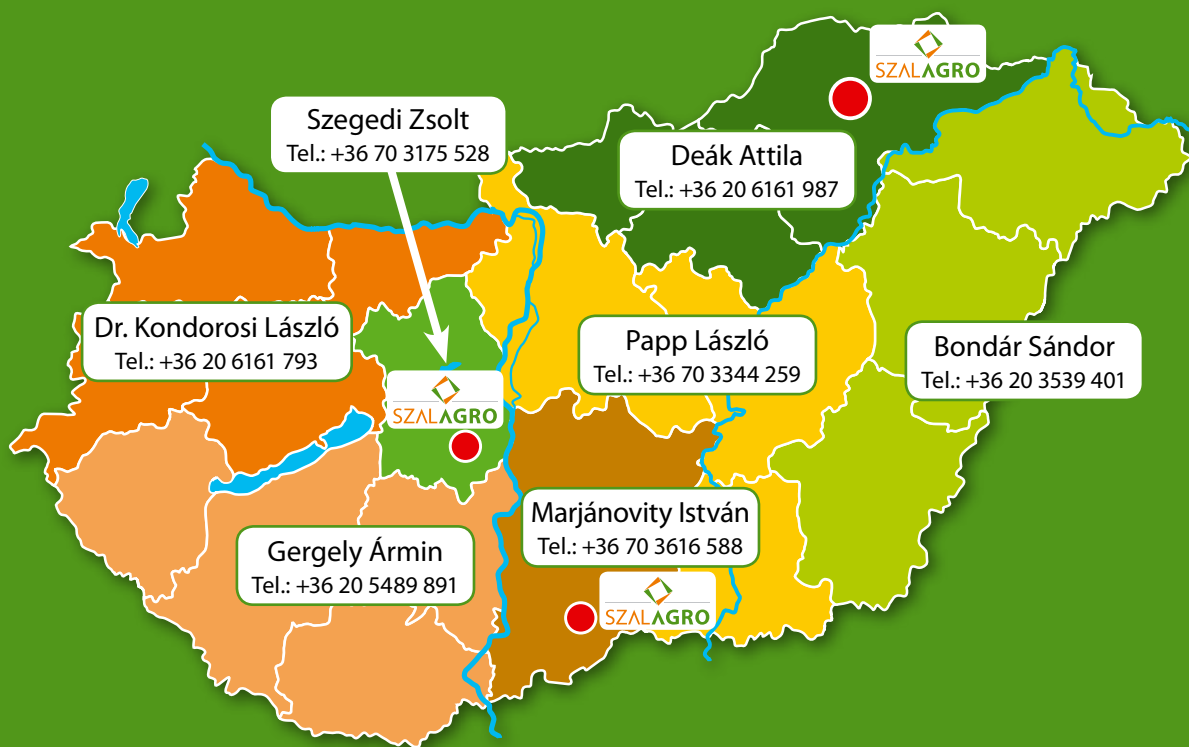 SZALAGRO
Szegedi Zsolt
Tel.: +36 70 3175 528
Deák Attila
Tel.: +36 20 6161 987
Dr. Kondorosi László
Tel.: +36 20 6161 793
Papp László
Tel.: +36 70 3344 259
Bondár Sándor
Tel.: +36 20 3539 401
SZALAGRO
Marjánovity István
Tel.: +36 70 3616 588
Gergely Ármin
Tel.: +36 20 5489 891
SZALAGRO